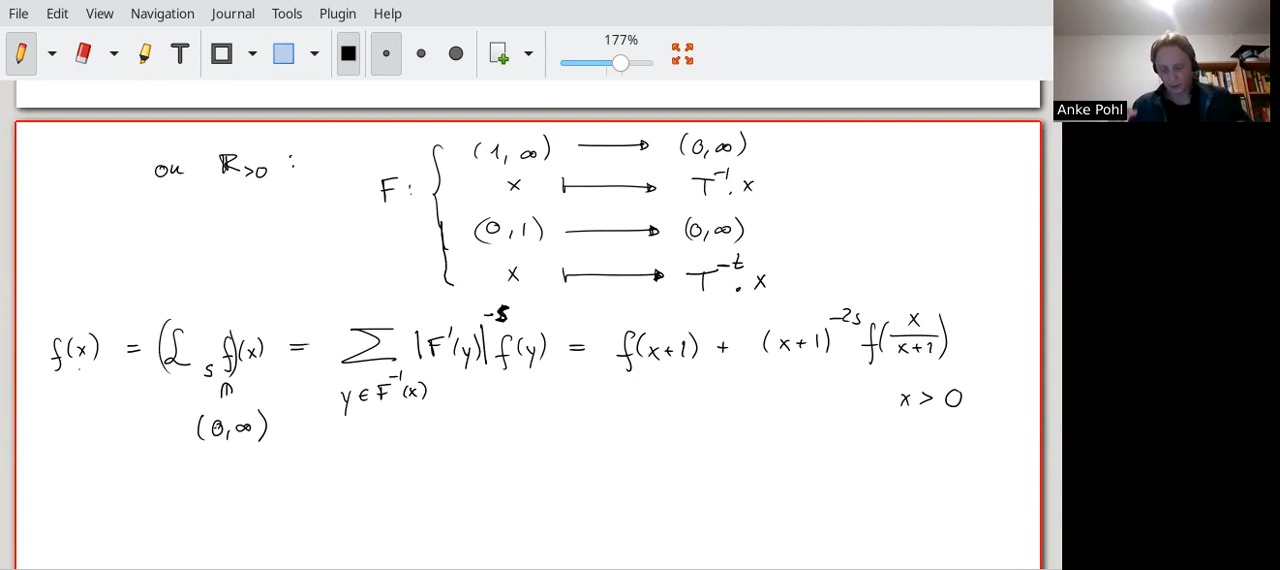 File Edit View Navigation Journal Tools Plugin Help
177%
Anke Pohl
on ℝ>0 :
F : { (1, ∞) ⟶ (0, ∞)
x ⟼ T⁻¹. x
(0, 1) ⟶ (0, ∞)
x ⟼ T⁻ᵗ. x
f(x) = (ℒ_s f)(x) = ∑_{y ∈ F⁻¹(x)} |F'(y)|^{-s} f(y) = f(x+1) + (x+1)^{-2s} f(x/(x+1))
x > 0
(0, ∞)